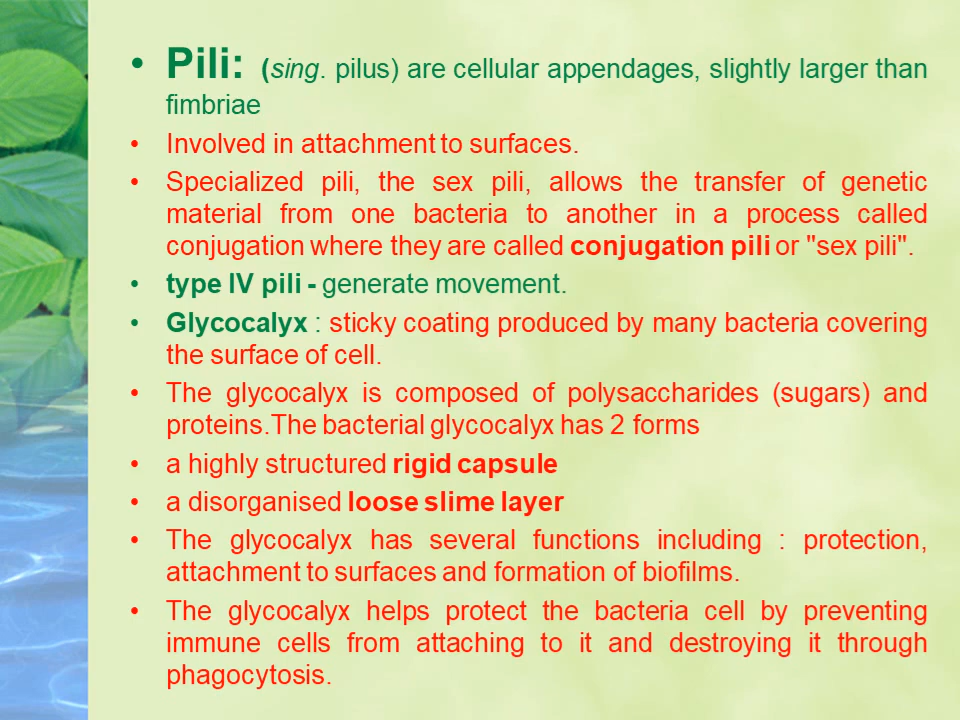 • Pili: (sing. pilus) are cellular appendages, slightly larger than
fimbriae
• Involved in attachment to surfaces.
• Specialized pili, the sex pili, allows the transfer of genetic
material from one bacteria to another in a process called
conjugation where they are called conjugation pili or "sex pili".
• type IV pili - generate movement.
• Glycocalyx : sticky coating produced by many bacteria covering
the surface of cell.
• The glycocalyx is composed of polysaccharides (sugars) and
proteins.The bacterial glycocalyx has 2 forms
• a highly structured rigid capsule
• a disorganised loose slime layer
• The glycocalyx has several functions including : protection,
attachment to surfaces and formation of biofilms.
• The glycocalyx helps protect the bacteria cell by preventing
immune cells from attaching to it and destroying it through
phagocytosis.